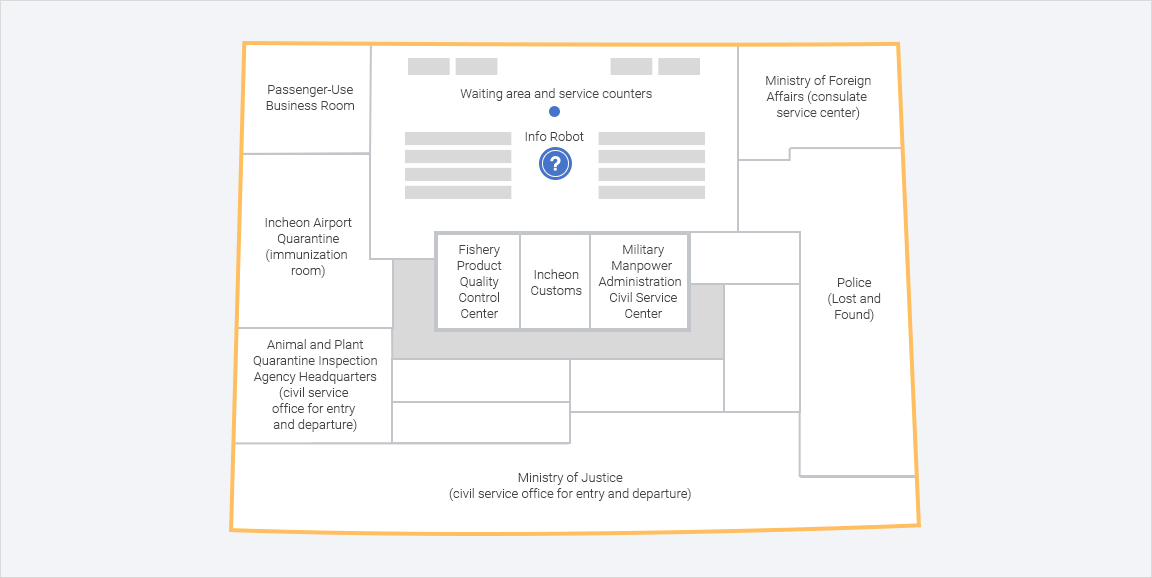 Passenger-Use
Business Room
Waiting area and service counters
Info Robot
?
Ministry of Foreign
Affairs (consulate
service center)
Incheon Airport
Quarantine
(immunization
room)
Fishery
Product
Quality
Control
Center
Incheon
Customs
Military
Manpower
Administration
Civil Service
Center
Police
(Lost and
Found)
Animal and Plant
Quarantine Inspection
Agency Headquarters
(civil service
office for entry
and departure)
Ministry of Justice
(civil service office for entry and departure)